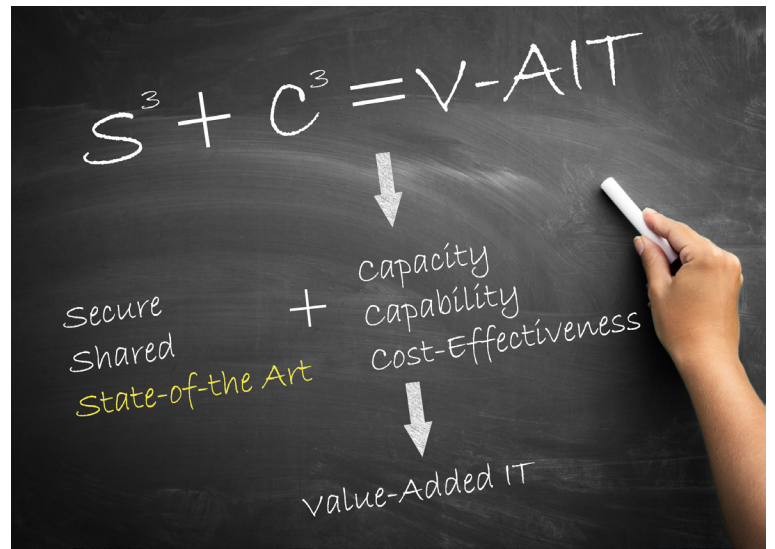 S³ + C³ = V-AIT
Capacity
Secure + Capability
Shared Cost-Effectiveness
State-of-the Art
Value-Added IT